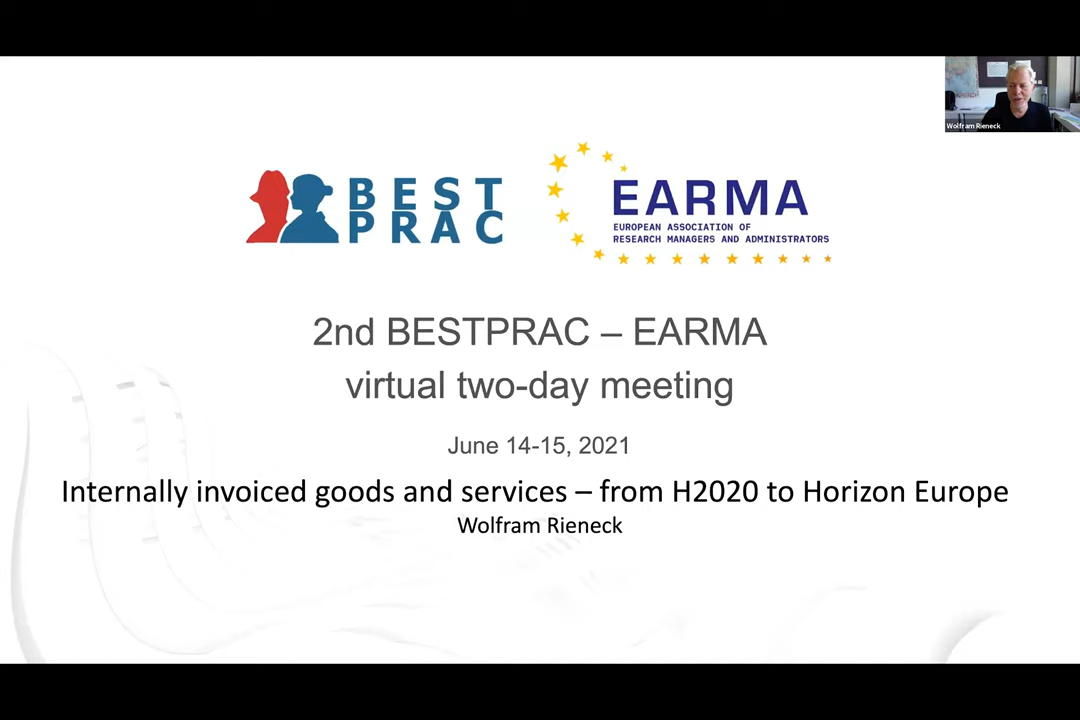 Wolfram Rieneck
BEST
PRAC
EARMA
EUROPEAN ASSOCIATION OF
RESEARCH MANAGERS AND ADMINISTRATORS
2nd BESTPRAC – EARMA
virtual two-day meeting
June 14-15, 2021
Internally invoiced goods and services – from H2020 to Horizon Europe
Wolfram Rieneck